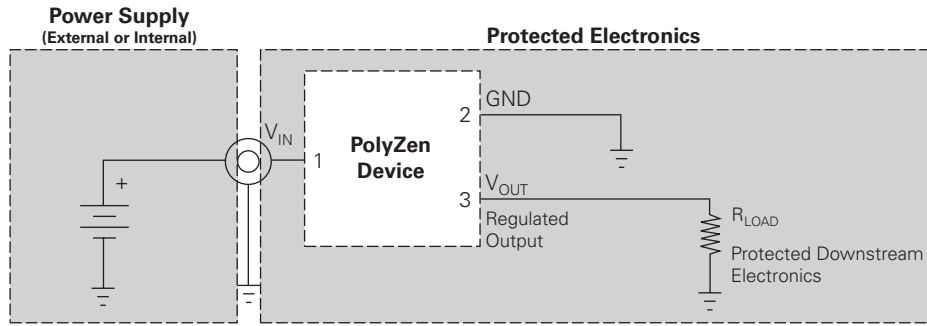 Power Supply
(External or Internal)
Protected Electronics
V_IN
1
PolyZen
Device
2
GND
3
V_OUT
Regulated
Output
+
R_LOAD
Protected Downstream
Electronics